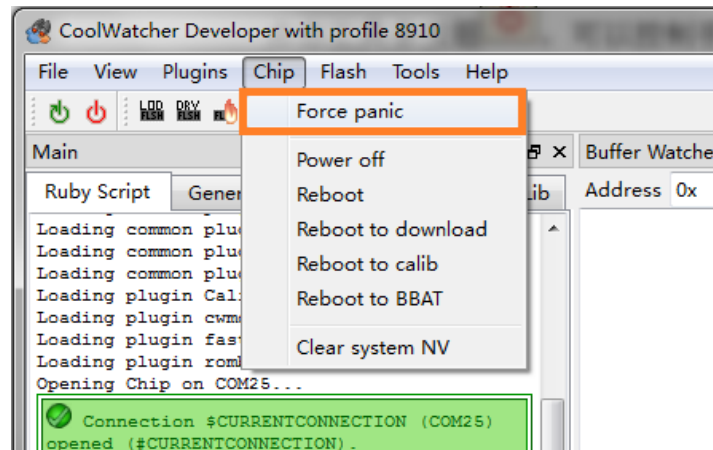 CoolWatcher Developer with profile 8910
File View Plugins Chip Flash Tools Help
Force panic
Main
Buffer Watche
Power off
Ruby Script Gener
Lib
Address 0x
Reboot
Loading common plu
Reboot to download
Loading common plu
Loading common plu
Reboot to calib
Loading plugin Cal
Reboot to BBAT
Loading plugin cwm
Loading plugin fas
Clear system NV
Loading plugin rom
Opening Chip on COM25...
Connection $CURRENTCONNECTION (COM25)
opened (#CURRENTCONNECTION).